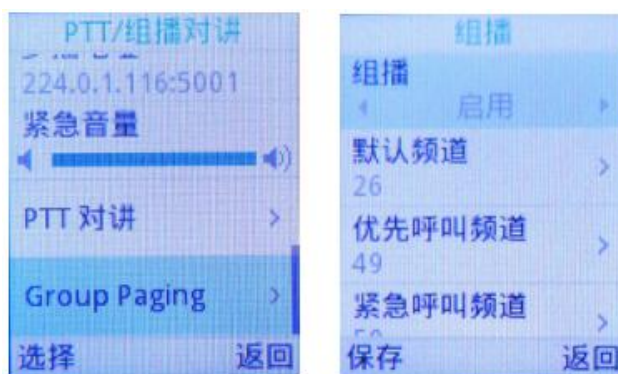 PTT/组播对讲
224.0.1.116:5001
紧急音量
PTT 对讲
Group Paging
选择 返回
组播
组播
启用
默认频道
26
优先呼叫频道
49
紧急呼叫频道
保存 返回